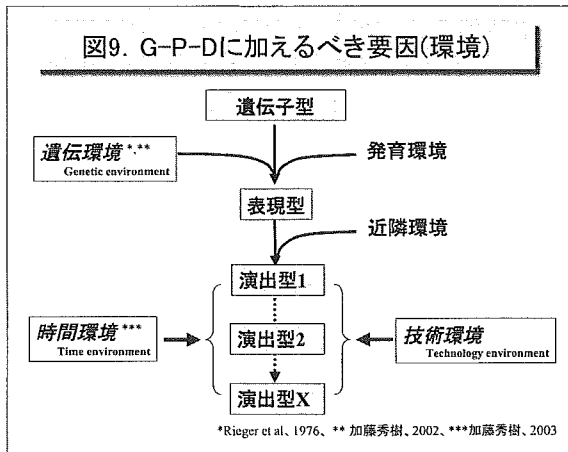 図9. G-P-Dに加えるべき要因(環境)
遺伝子型
遺伝環境*,**
Genetic environment
発育環境
表現型
近隣環境
演出型1
時間環境***
Time environment
演出型2
技術環境
Technology environment
演出型X
*Rieger et al、1976、** 加藤秀樹、2002、***加藤秀樹、2003